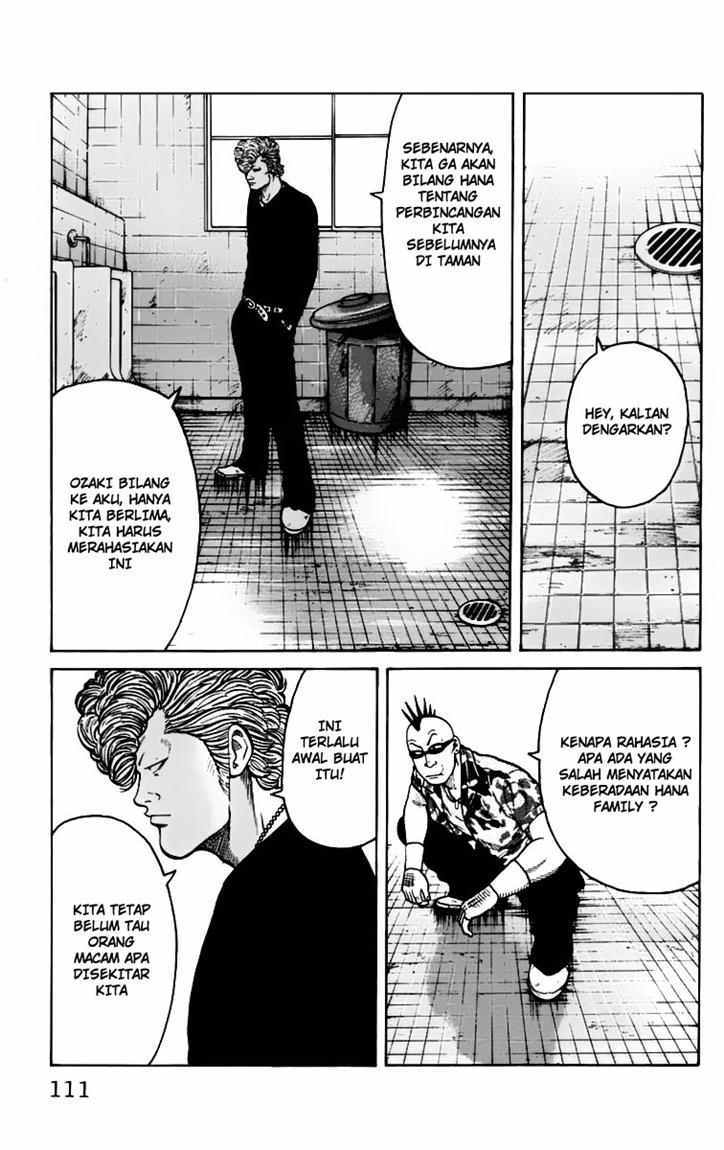 HEY, KALIAN
DENGARKAN?
SEBENARNYA,
KITA GA AKAN
BILANG HANA
TENTANG
PERBINCANGAN
KITA
SEBELUMNYA
DI TAMAN
OZAKI BILANG
KE AKU, HANYA
KITA BERLIMA,
KITA HARUS
MERAHASIAKAN
INI
KENAPA RAHASIA ?
APA ADA YANG
SALAH MENYATAKAN
KEBERADAAN HANA
FAMILY ?
INI
TERLALU
AWAL BUAT
ITU!
KITA TETAP
BELUM TAU
ORANG
MACAM APA
DISEKITAR
KITA
111